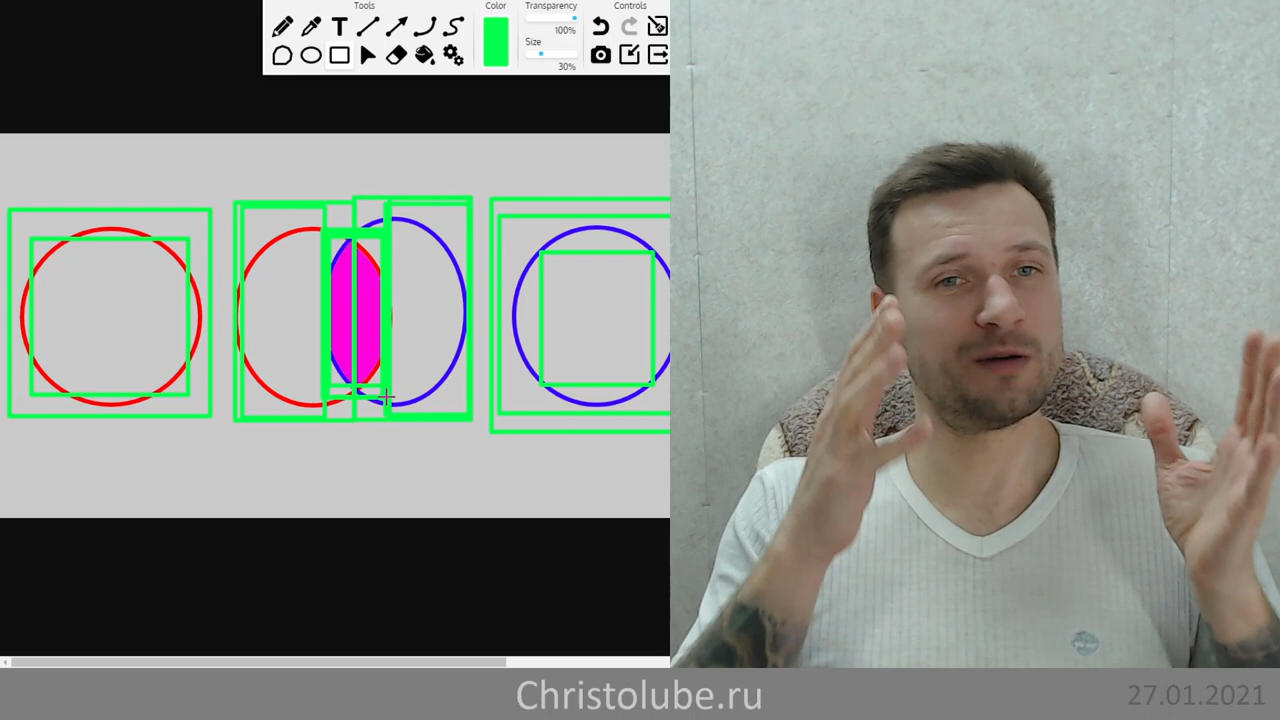 Tools
Color
Transparency
Controls
100%
Size
30%
T
Christolube.ru
27.01.2021